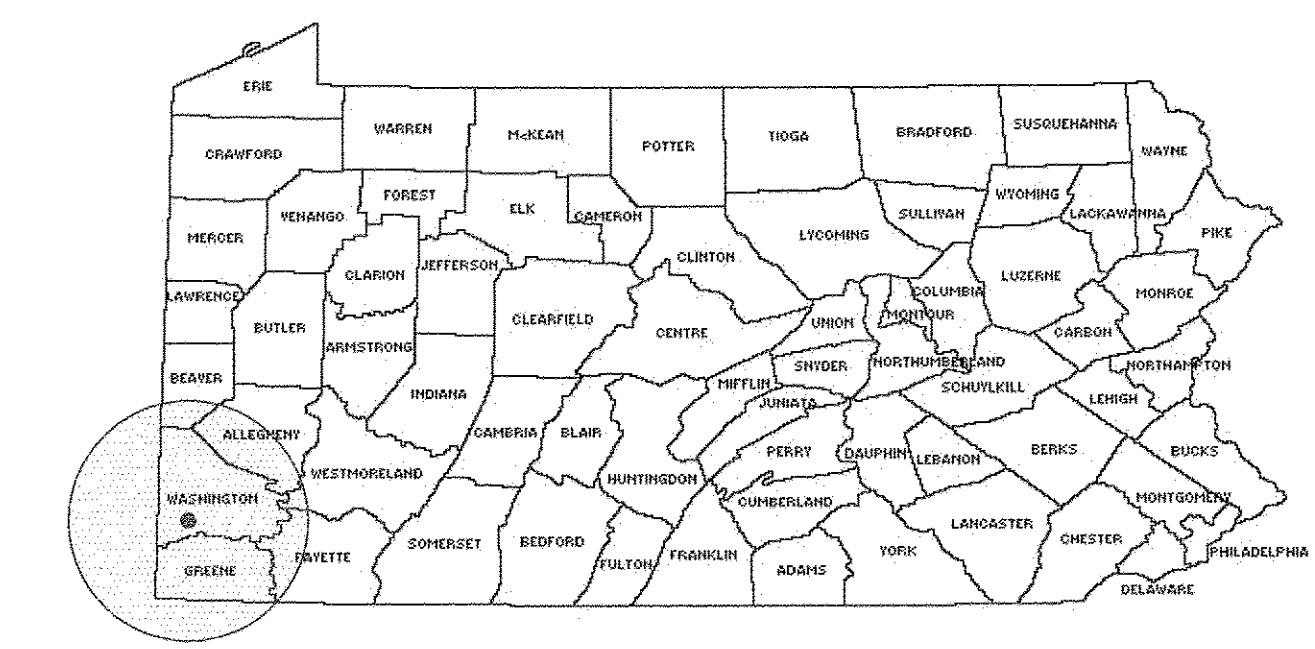 ERIE
CRAWFORD
WARREN
McKEAN
POTTER
TIOGA
BRADFORD
SUSQUEHANNA
WAYNE
MERCER
VENANGO
FOREST
ELK
CAMERON
CLINTON
LYCOMING
SULLIVAN
WYOMING
LACKAWANNA
PIKE
LAWRENCE
BUTLER
CLARION
JEFFERSON
CLEARFIELD
CENTRE
UNION
MONTOUR
COLUMBIA
LUZERNE
MONROE
CARBON
BEAVER
ARMSTRONG
INDIANA
MIFFLIN
SNYDER
NORTHUMBERLAND
SCHUYLKILL
NORTHAMPTON
LEHIGH
JUNIATA
ALLEGHENY
WESTMORELAND
CAMBRIA
BLAIR
HUNTINGDON
PERRY
DAUPHIN
LEBANON
BERKS
BUCKS
MONTGOMERY
WASHINGTON
CUMBERLAND
LANCASTER
CHESTER
PHILADELPHIA
GREENE
FAYETTE
SOMERSET
BEDFORD
FULTON
FRANKLIN
ADAMS
YORK
DELAWARE